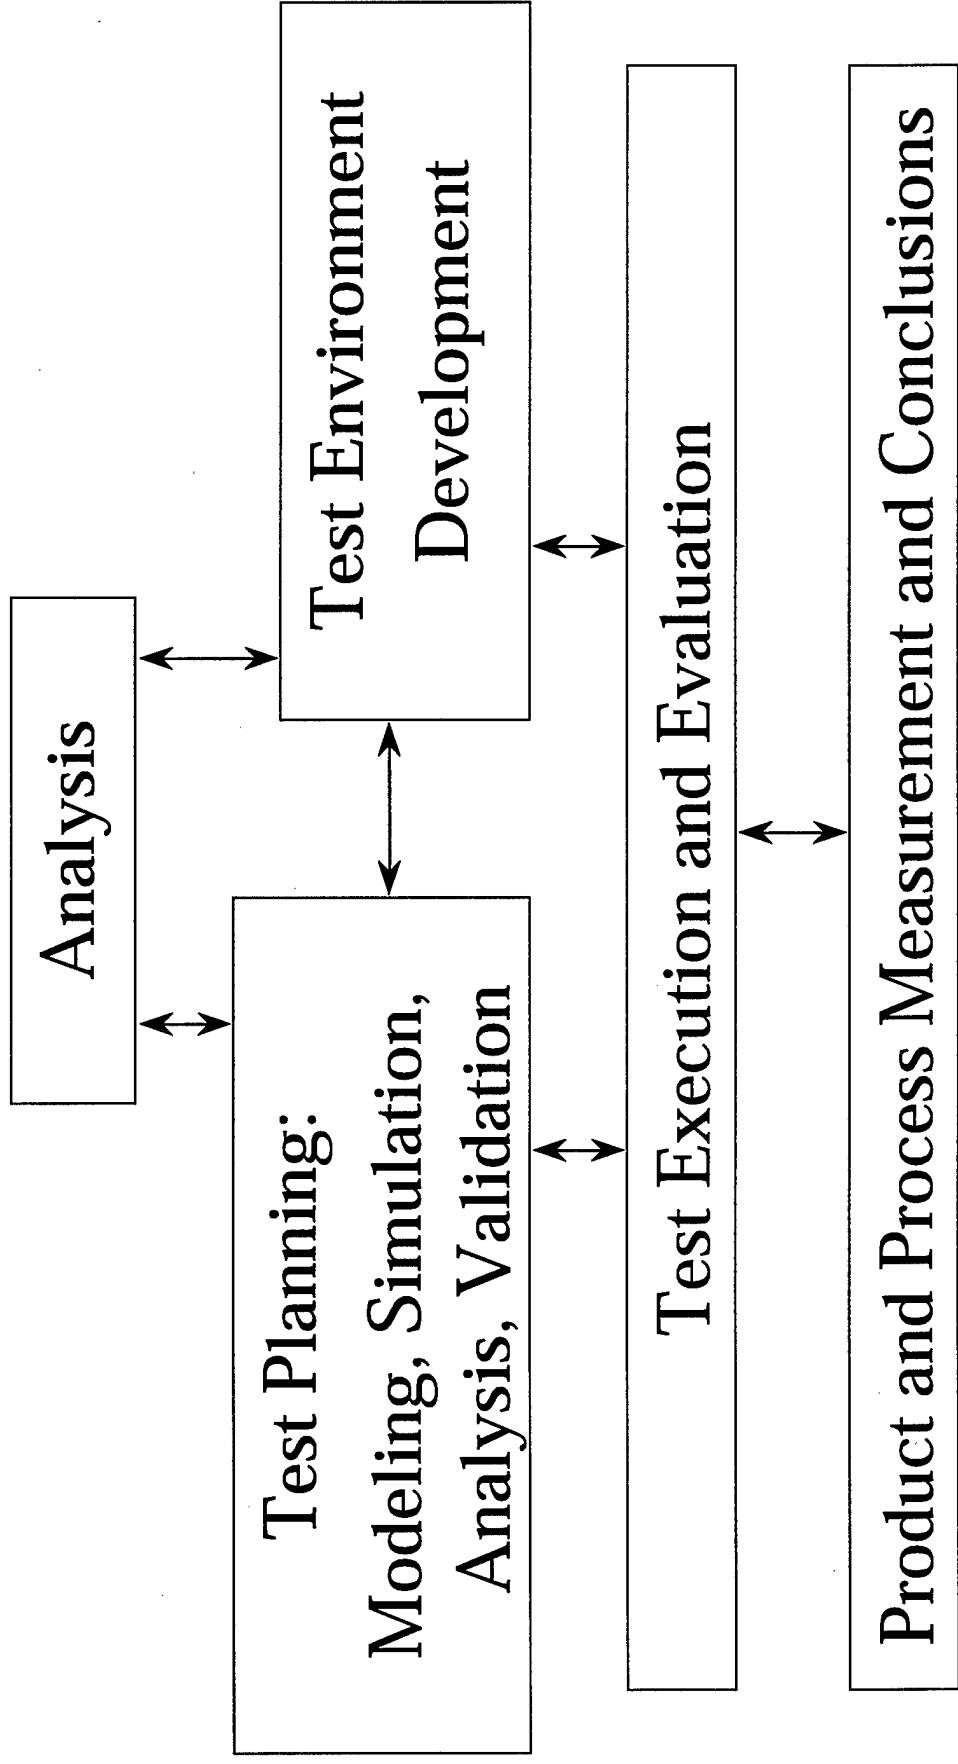 Analysis
Test Planning:
Modeling, Simulation,
Analysis, Validation
Test Environment
Development
Test Execution and Evaluation
Product and Process Measurement and Conclusions